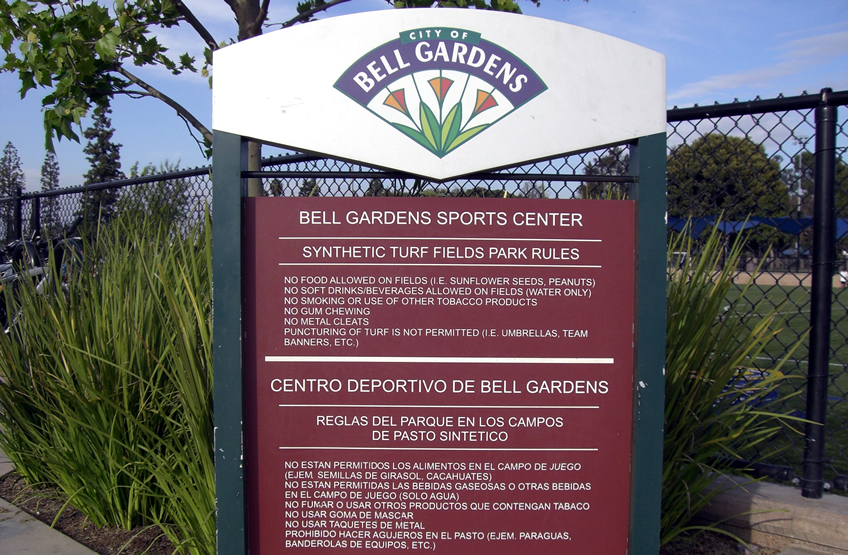 CITY OF
BELL GARDENS
BELL GARDENS SPORTS CENTER
SYNTHETIC TURF FIELDS PARK RULES
NO FOOD ALLOWED ON FIELDS (I.E. SUNFLOWER SEEDS, PEANUTS)
NO SOFT DRINKS/BEVERAGES ALLOWED ON FIELDS (WATER ONLY)
NO SMOKING OR USE OF OTHER TOBACCO PRODUCTS
NO GUM CHEWING
NO METAL CLEATS
PUNCTURING OF TURF IS NOT PERMITTED (I.E. UMBRELLAS, TEAM
BANNERS, ETC.)
CENTRO DEPORTIVO DE BELL GARDENS
REGLAS DEL PARQUE EN LOS CAMPOS
DE PASTO SINTETICO
NO ESTAN PERMITIDOS LOS ALIMENTOS EN EL CAMPO DE JUEGO
(EJEM. SEMILLAS DE GIRASOL, CACAHUATES)
NO ESTAN PERMITIDAS LAS BEBIDAS GASEOSAS O OTRAS BEBIDAS
EN EL CAMPO DE JUEGO (SOLO AGUA)
NO FUMAR O USAR OTROS PRODUCTOS QUE CONTENGAN TABACO
NO USAR GOMA DE MASCAR
NO USAR TAQUETES DE METAL
PROHIBIDO HACER AGUJEROS EN EL PASTO (EJEM. PARAGUAS,
BANDEROLAS DE EQUIPOS, ETC.)